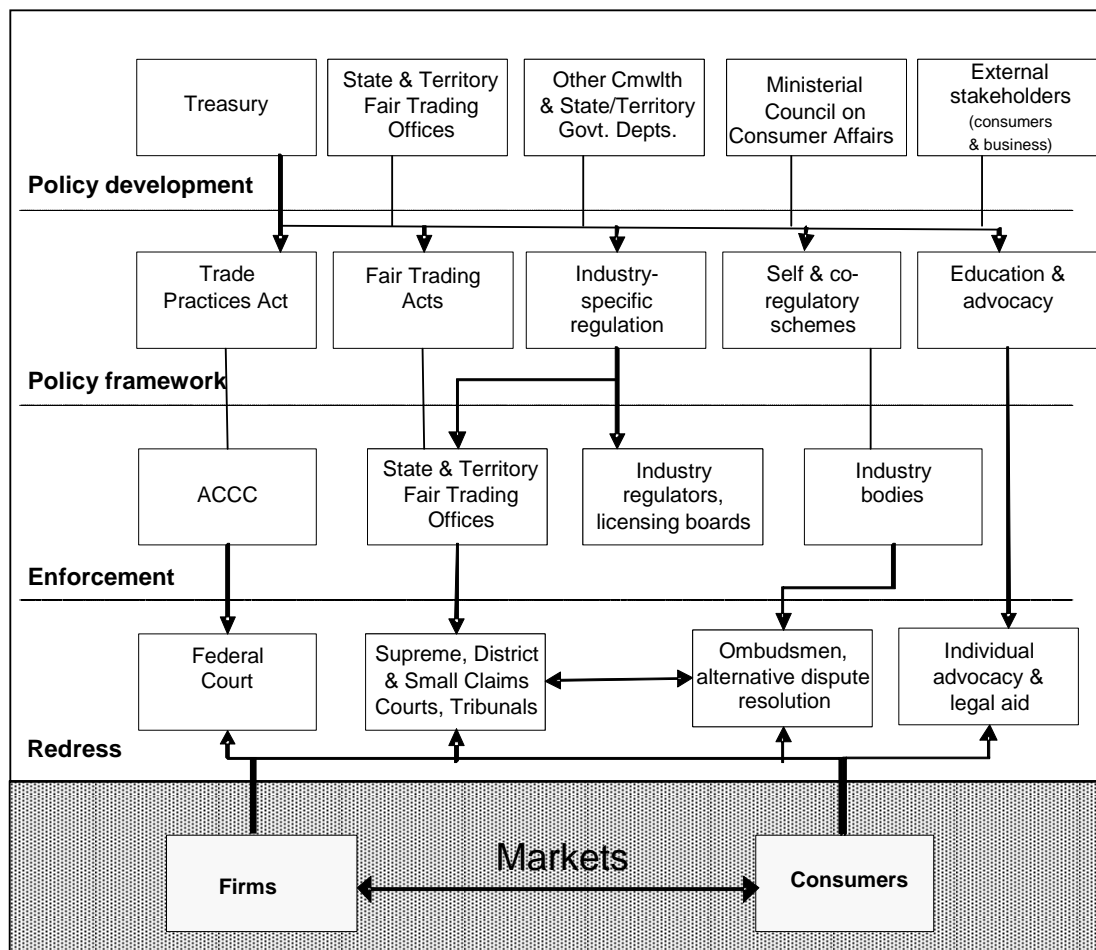 Treasury
State & Territory
Fair Trading
Offices
Other Cmwlth
& State/Territory
Govt. Depts.
Ministerial
Council on
Consumer Affairs
External
stakeholders
(consumers
& business)
Policy development
Trade
Practices Act
Fair Trading
Acts
Industry-
specific
regulation
Self & co-
regulatory
schemes
Education &
advocacy
Policy framework
ACCC
State & Territory
Fair Trading
Offices
Industry
regulators,
licensing boards
Industry
bodies
Enforcement
Federal
Court
Supreme, District
& Small Claims
Courts, Tribunals
Ombudsmen,
alternative dispute
resolution
Individual
advocacy &
legal aid
Redress
Markets
Firms
Consumers